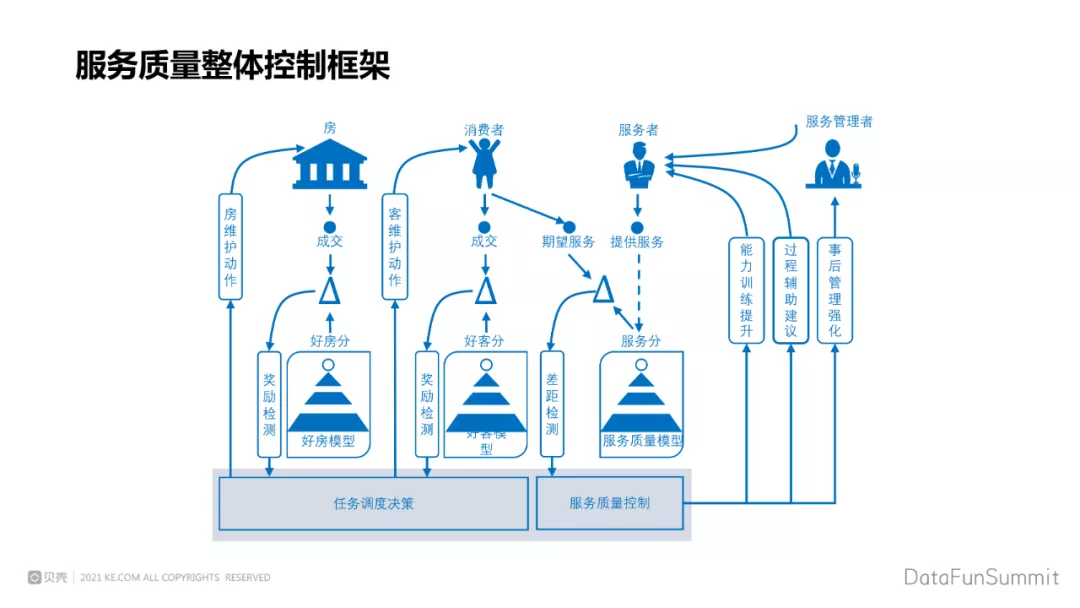 服务质量整体控制框架
房
消费者
服务者
服务管理者
房维护动作
客维护动作
成交
成交
期望服务
提供服务
能力训练提升
过程辅助建议
事后管理强化
Δ
Δ
Δ
好房分
好客分
服务分
奖励检测
奖励检测
差距检测
好房模型
好客模
型
服务质量模型
任务调度决策
服务质量控制
贝壳
2021 KE.COM ALL COPYRIGHTS RESERVED
DataFunSummit